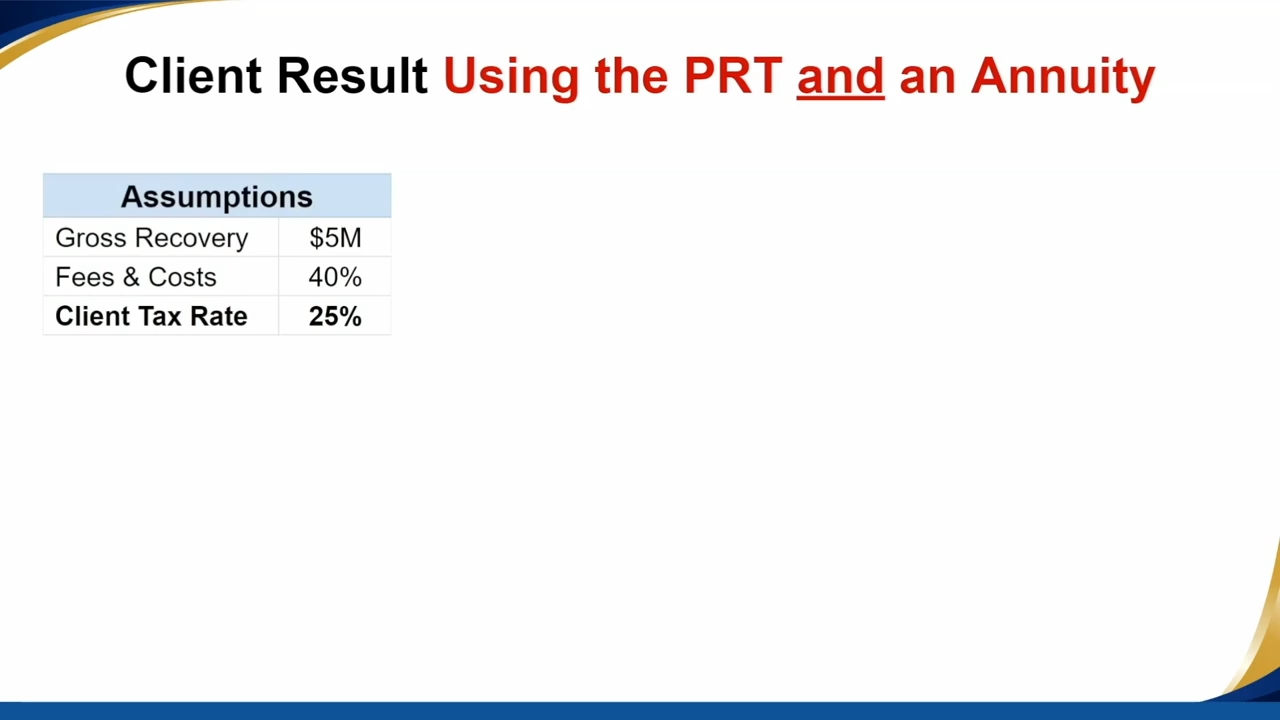 Client Result Using the PRT and an Annuity
Assumptions
Gross Recovery $5M
Fees & Costs 40%
Client Tax Rate 25%